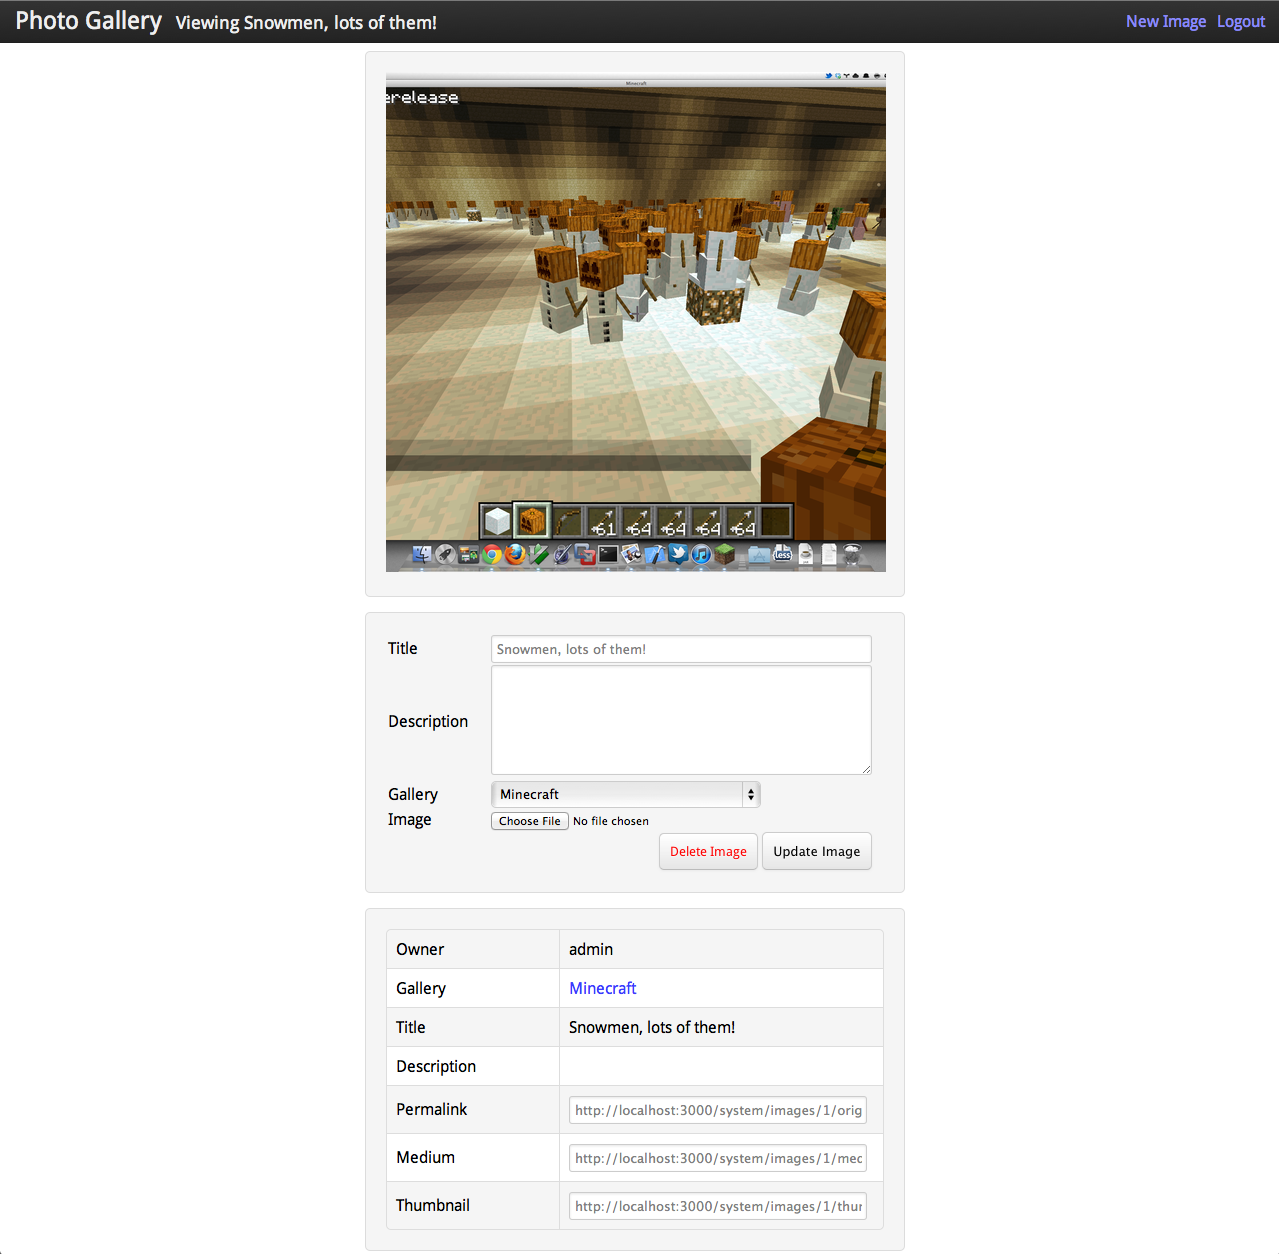 Photo Gallery Viewing Snowmen, lots of them! New Image Logout
Minecraft
erelease
61 64 64 64 64
less
Title Snowmen, lots of them!
Description
Gallery Minecraft
Image Choose File No file chosen
Delete Image Update Image
Owner admin
Gallery Minecraft
Title Snowmen, lots of them!
Description
Permalink http://localhost:3000/system/images/1/orig
Medium http://localhost:3000/system/images/1/mec
Thumbnail http://localhost:3000/system/images/1/thur